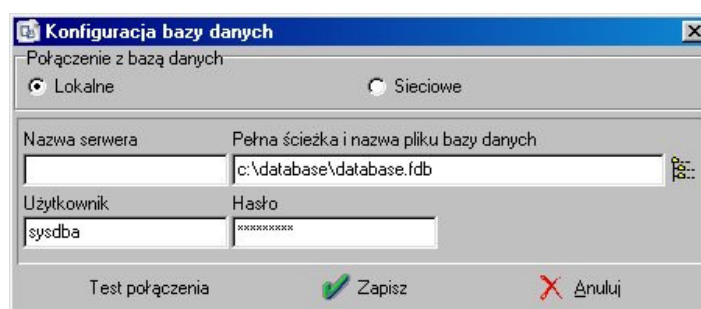 Konfiguracja bazy danych
Połączenie z bazą danych
Lokalne Sieciowe
Nazwa serwera Pełna ścieżka i nazwa pliku bazy danych
c:\database\database.fdb
Użytkownik Hasło
sysdba ×××××××××
Test połączenia Zapisz Anuluj